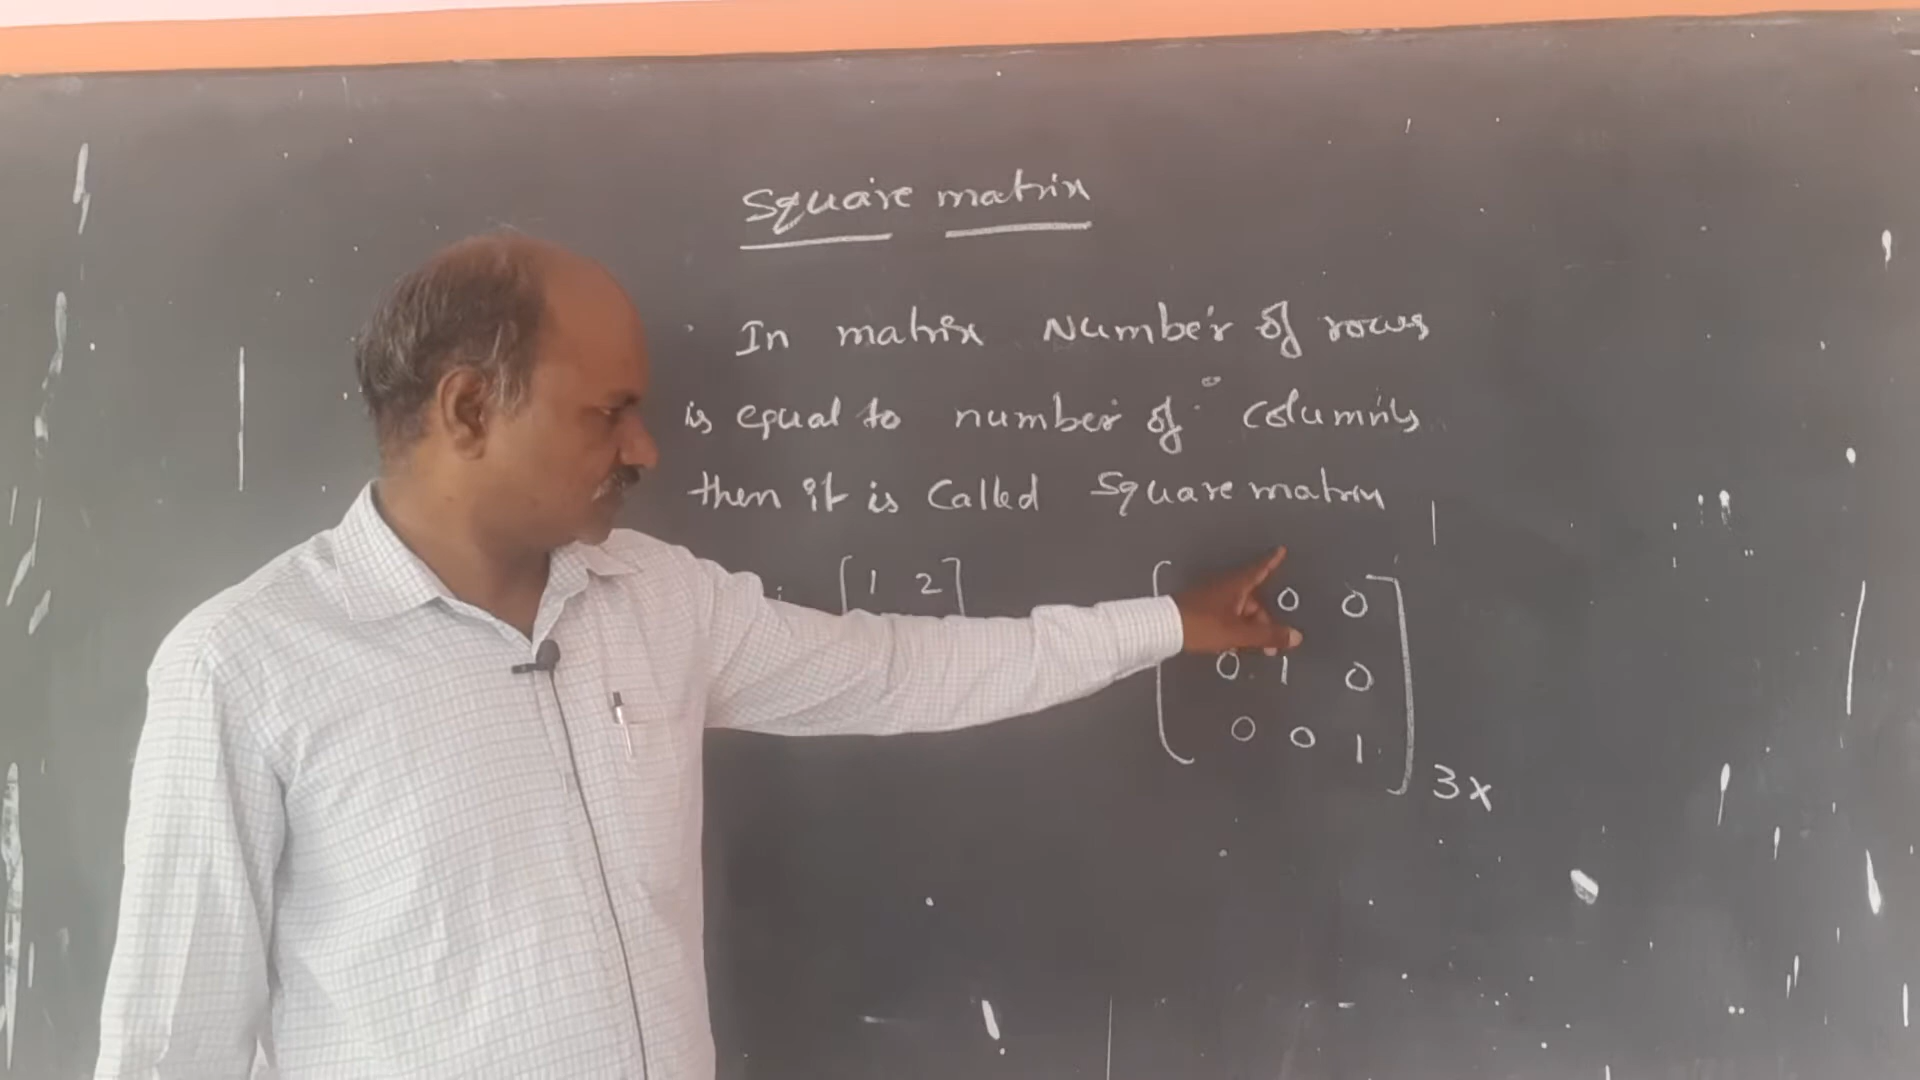 Square matrix
In matrix Number of rows
is equal to number of columns
then it is called Square matrix
1 2
0 0
0 1 0
0 0 1
3x